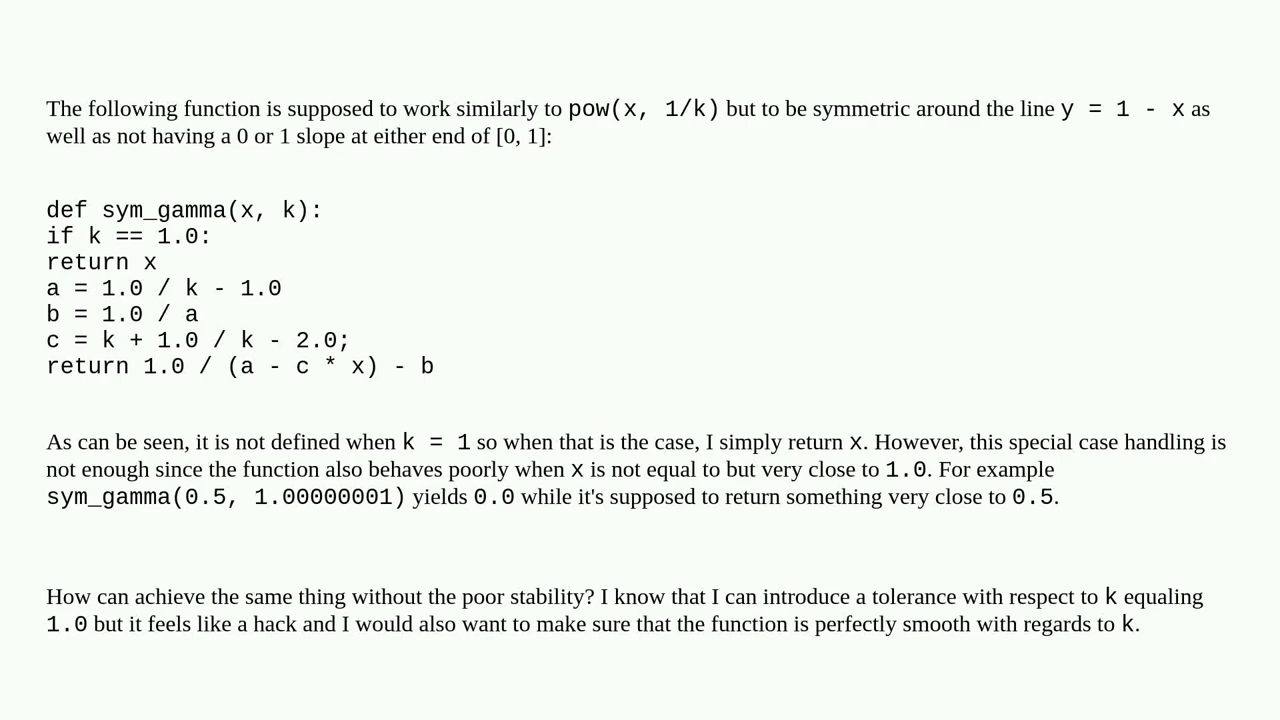 The following function is supposed to work similarly to pow(x, 1/k) but to be symmetric around the line y = 1 - x as
well as not having a 0 or 1 slope at either end of [0, 1]:
def sym_gamma(x, k):
if k == 1.0:
return x
a = 1.0 / k - 1.0
b = 1.0 / a
c = k + 1.0 / k - 2.0;
return 1.0 / (a - c * x) - b
As can be seen, it is not defined when k = 1 so when that is the case, I simply return x. However, this special case handling is
not enough since the function also behaves poorly when x is not equal to but very close to 1.0. For example
sym_gamma(0.5, 1.00000001) yields 0.0 while it's supposed to return something very close to 0.5.
How can achieve the same thing without the poor stability? I know that I can introduce a tolerance with respect to k equaling
1.0 but it feels like a hack and I would also want to make sure that the function is perfectly smooth with regards to k.